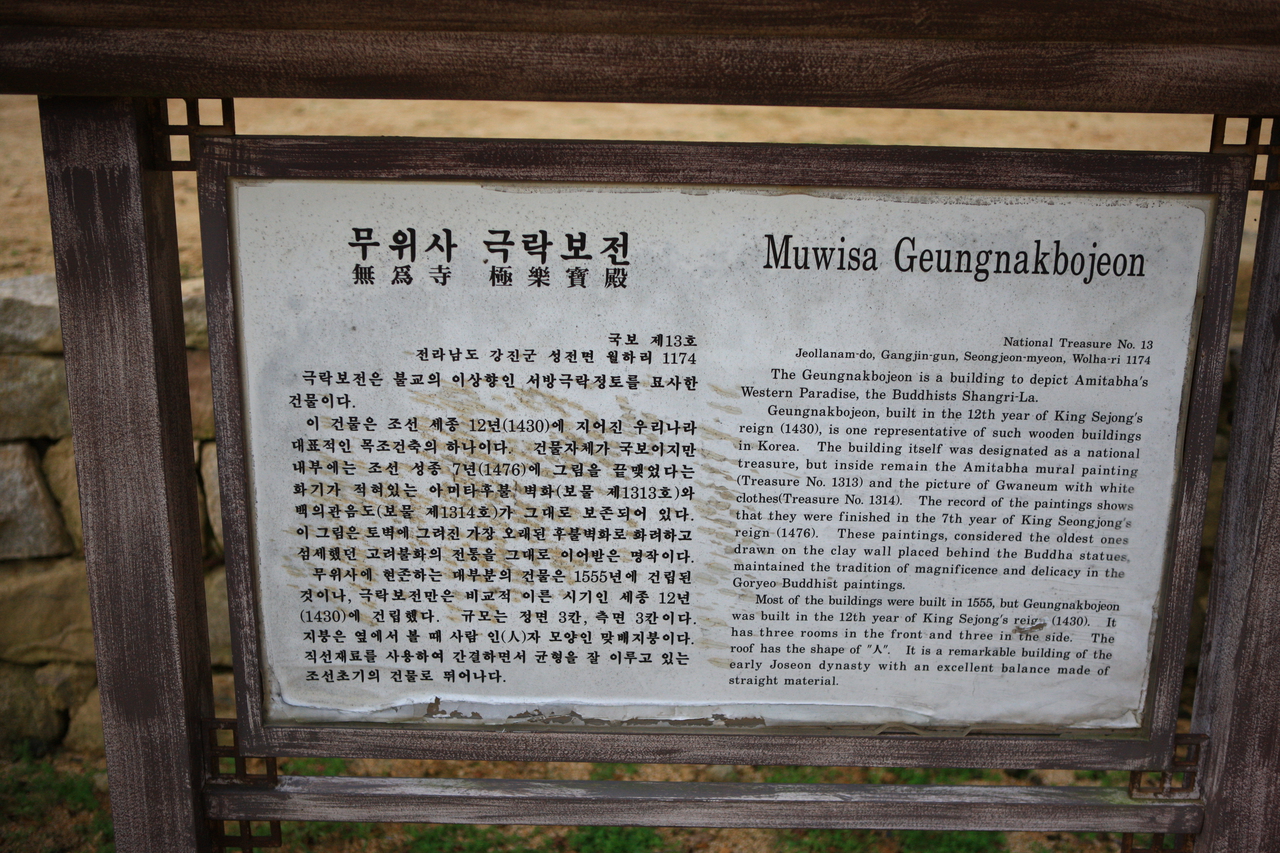 무위사 극락보전
無爲寺 極樂寶殿
국보 제13호
전라남도 강진군 성전면 월하리 1174
극락보전은 불교의 이상향인 서방극락정토를 묘사한
건물이다.
이 건물은 조선 세종 12년(1430)에 지어진 우리나라
대표적인 목조건축의 하나이다. 건물자체가 국보이지만
내부에는 조선 성종 7년(1476)에 그림을 끝맺었다는
화기가 적혀있는 아미타후불 벽화(보물 제1313호)와
백의관음도(보물 제1314호)가 그대로 보존되어 있다.
이 그림은 토벽에 그려진 가장 오래된 후불벽화로 화려하고
섬세했던 고려불화의 전통을 그대로 이어받은 명작이다.
무위사에 현존하는 대부분의 건물은 1555년에 건립된
것이나, 극락보전만은 비교적 이른 시기인 세종 12년
(1430)에 건립했다. 규모는 정면 3칸, 측면 3칸이다.
지붕은 옆에서 볼 때 사람 인(人)자 모양인 맞배지붕이다.
직선재료를 사용하여 간결하면서 균형을 잘 이루고 있는
조선초기의 건물로 뛰어나다.
Muwisa Geungnakbojeon
National Treasure No. 13
Jeollanam-do, Gangjin-gun, Seongjeon-myeon, Wolha-ri 1174
The Geungnakbojeon is a building to depict Amitabha's
Western Paradise, the Buddhists Shangri-La.
Geungnakbojeon, built in the 12th year of King Sejong's
reign (1430), is one representative of such wooden buildings
in Korea. The building itself was designated as a national
treasure, but inside remain the Amitabha mural painting
(Treasure No. 1313) and the picture of Gwaneum with white
clothes(Treasure No. 1314). The record of the paintings shows
that they were finished in the 7th year of King Seongjong's
reign (1476). These paintings, considered the oldest ones
drawn on the clay wall placed behind the Buddha statues,
maintained the tradition of magnificence and delicacy in the
Goryeo Buddhist paintings.
Most of the buildings were built in 1555, but Geungnakbojeon
was built in the 12th year of King Sejong's reign (1430). It
has three rooms in the front and three in the side. The
roof has the shape of "人". It is a remarkable building of the
early Joseon dynasty with an excellent balance made of
straight material.